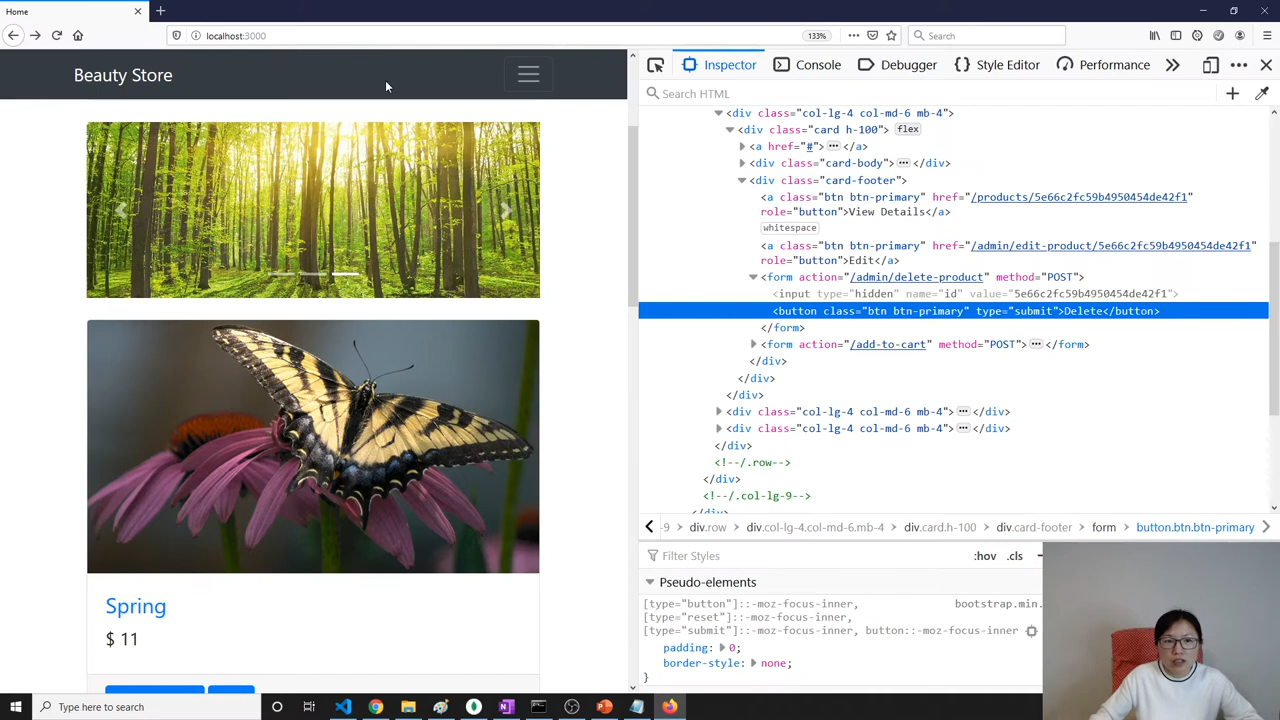 Home
localhost:3000
133%
Search
Beauty Store
Spring
$ 11
Inspector
Console
Debugger
Style Editor
Performance
Search HTML
<div class="col-lg-4 col-md-6 mb-4">
<div class="card h-100"> flex
<a href="#"> </a>
<div class="card-body"> </div>
<div class="card-footer">
<a class="btn btn-primary" href="/products/5e66c2fc59b4950454de42f1"
role="button">View Details</a>
whitespace
<a class="btn btn-primary" href="/admin/edit-product/5e66c2fc59b4950454de42f1"
role="button">Edit</a>
<form action="/admin/delete-product" method="POST">
<input type="hidden" name="id" value="5e66c2fc59b4950454de42f1">
<button class="btn btn-primary" type="submit">Delete</button>
</form>
<form action="/add-to-cart" method="POST"> </form>
</div>
</div>
</div>
<div class="col-lg-4 col-md-6 mb-4"> </div>
<div class="col-lg-4 col-md-6 mb-4"> </div>
</div>
<!--/.row-->
</div>
<!--/.col-lg-9-->
</div>
-9 > div.row > div.col-lg-4.col-md-6.mb-4 > div.card.h-100 > div.card-footer > form > button.btn.btn-primary
Filter Styles
:hov .cls
Pseudo-elements
[type="button"]::-moz-focus-inner, bootstrap.min.
[type="reset"]::-moz-focus-inner,
[type="submit"]::-moz-focus-inner, button::-moz-focus-inner
padding: 0;
border-style: none;
}
Type here to search